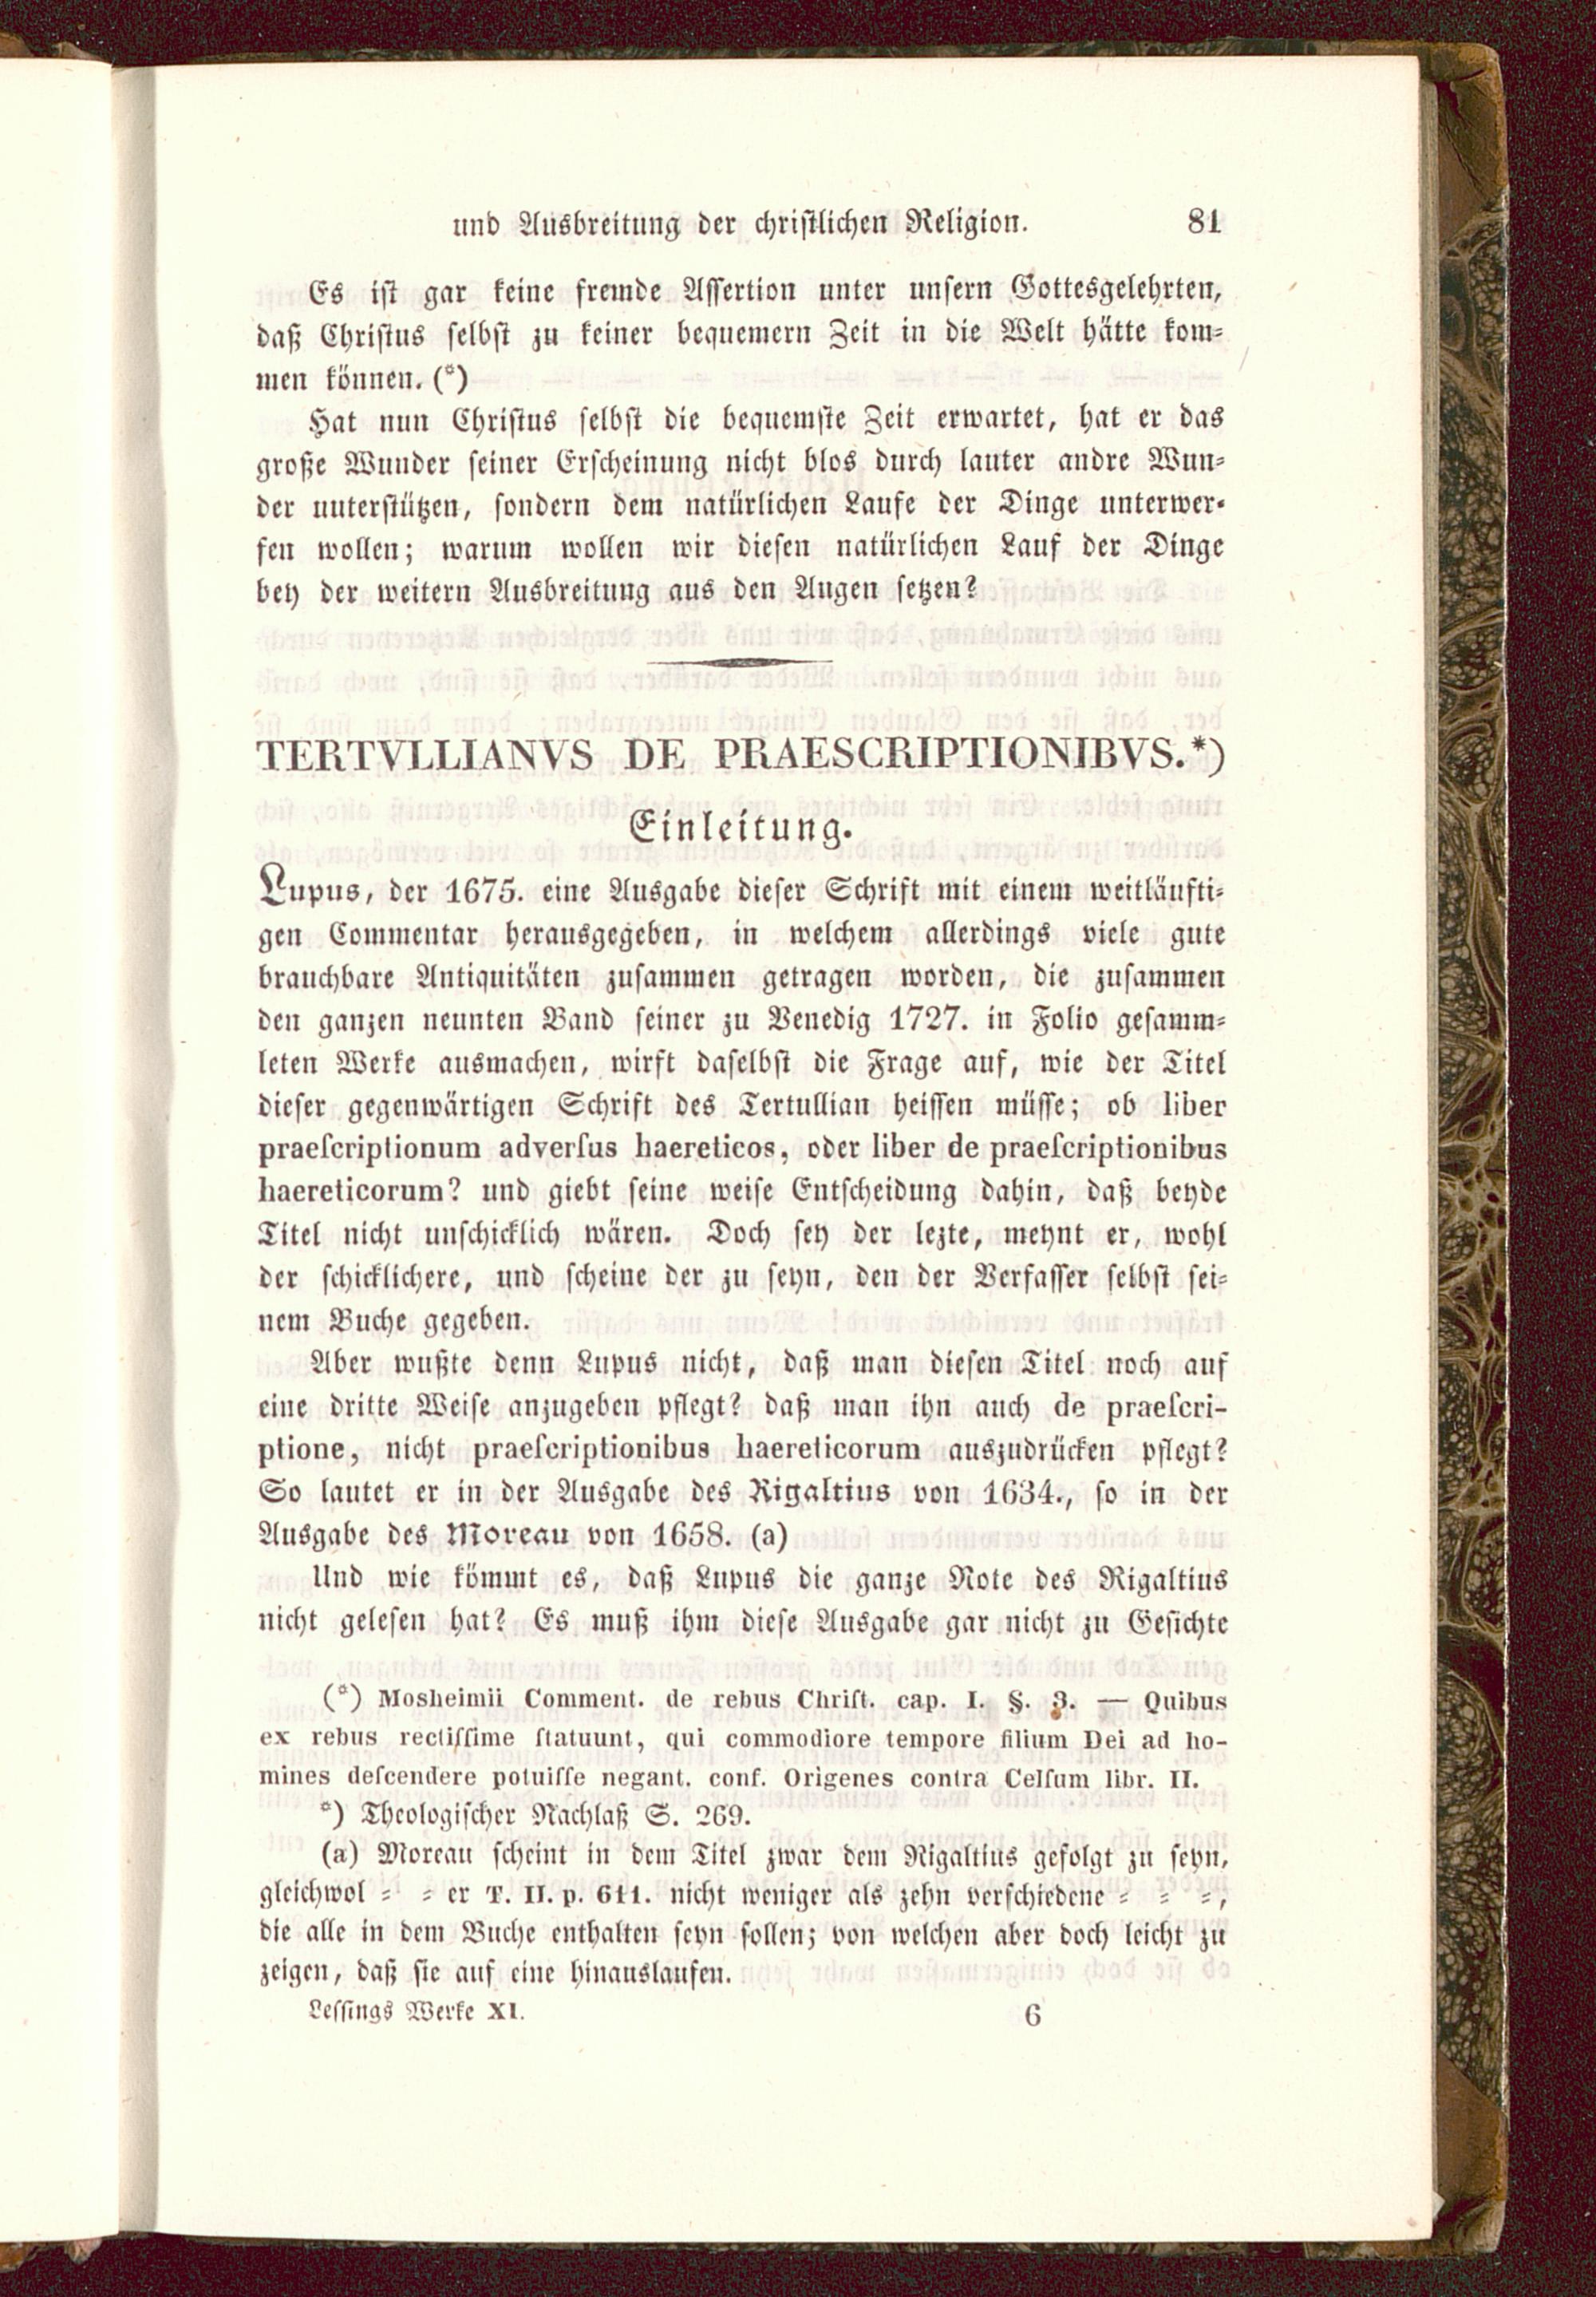 und Ausbreitung der christlichen Religion. 81
Es ist gar keine fremde Assertion unter unsern Gottesgelehrten,
daß Christus selbst zu keiner bequemern Zeit in die Welt hätte kom⸗
men können. (*)
Hat nun Christus selbst die bequemste Zeit erwartet, hat er das
große Wunder seiner Erscheinung nicht blos durch lauter andre Wun⸗
der unterstützen, sondern dem natürlichen Laufe der Dinge unterwer⸗
fen wollen; warum wollen wir diesen natürlichen Lauf der Dinge
bey der weitern Ausbreitung aus den Augen setzen?
TERTVLLIANVS DE PRAESCRIPTIONIBVS.*)
Einleitung.
Lupus, der 1675. eine Ausgabe dieser Schrift mit einem weitläufti⸗
gen Commentar herausgegeben, in welchem allerdings viele gute
brauchbare Antiquitäten zusammen getragen worden, die zusammen
den ganzen neunten Band seiner zu Venedig 1727. in Folio gesamm⸗
leten Werke ausmachen, wirft daselbst die Frage auf, wie der Titel
dieser gegenwärtigen Schrift des Tertullian heissen müsse; ob liber
praeſcriptionum adverſus haereticos, oder liber de praeſcriptionibus
haereticorum? und giebt seine weise Entscheidung dahin, daß beyde
Titel nicht unschicklich wären. Doch sey der lezte, meynt er, wohl
der schicklichere, und scheine der zu seyn, den der Verfasser selbst sei⸗
nem Buche gegeben.
Aber wußte denn Lupus nicht, daß man diesen Titel noch auf
eine dritte Weise anzugeben pflegt? daß man ihn auch de praeſcri-
ptione, nicht praeſcriptionibus haereticorum auszudrücken pflegt?
So lautet er in der Ausgabe des Rigaltius von 1634., so in der
Ausgabe des Moreau von 1658. (a)
Und wie kömmt es, daß Lupus die ganze Note des Rigaltius
nicht gelesen hat? Es muß ihm diese Ausgabe gar nicht zu Gesichte
(*) Mosheimii Comment. de rebus Chriſt. cap. I. §. 3. — Quibus
ex rebus rectiſſime ſtatuunt, qui commodiore tempore filium Dei ad ho-
mines deſcendere potuiſſe negant. conf. Origenes contra Celſum libr. II.
*) Theologischer Nachlaß S. 269.
(a) Moreau scheint in dem Titel zwar dem Rigaltius gefolgt zu seyn,
gleichwol ⸗ ⸗ er T. II. p. 611. nicht weniger als zehn verschiedene ⸗ ⸗ ⸗,
die alle in dem Buche enthalten seyn sollen; von welchen aber doch leicht zu
zeigen, daß sie auf eine hinauslaufen.
Lessings Werke XI. 6